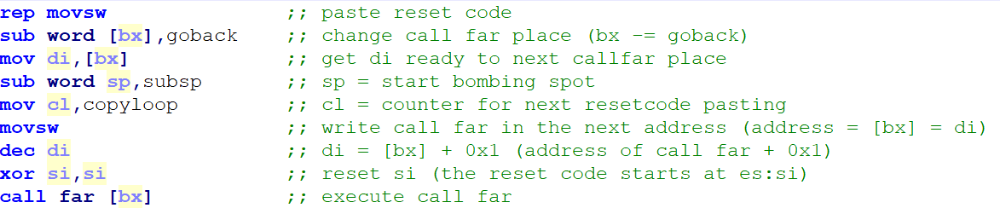 rep movsw ;; paste reset code
sub word [bx],goback ;; change call far place (bx -= goback)
mov di,[bx] ;; get di ready to next callfar place
sub word sp,subsp ;; sp = start bombing spot
mov cl,copyloop ;; cl = counter for next resetcode pasting
movsw ;; write call far in the next address (address = [bx] = di)
dec di ;; di = [bx] + 0x1 (address of call far + 0x1)
xor si,si ;; reset si (the reset code starts at es:si)
call far [bx] ;; execute call far